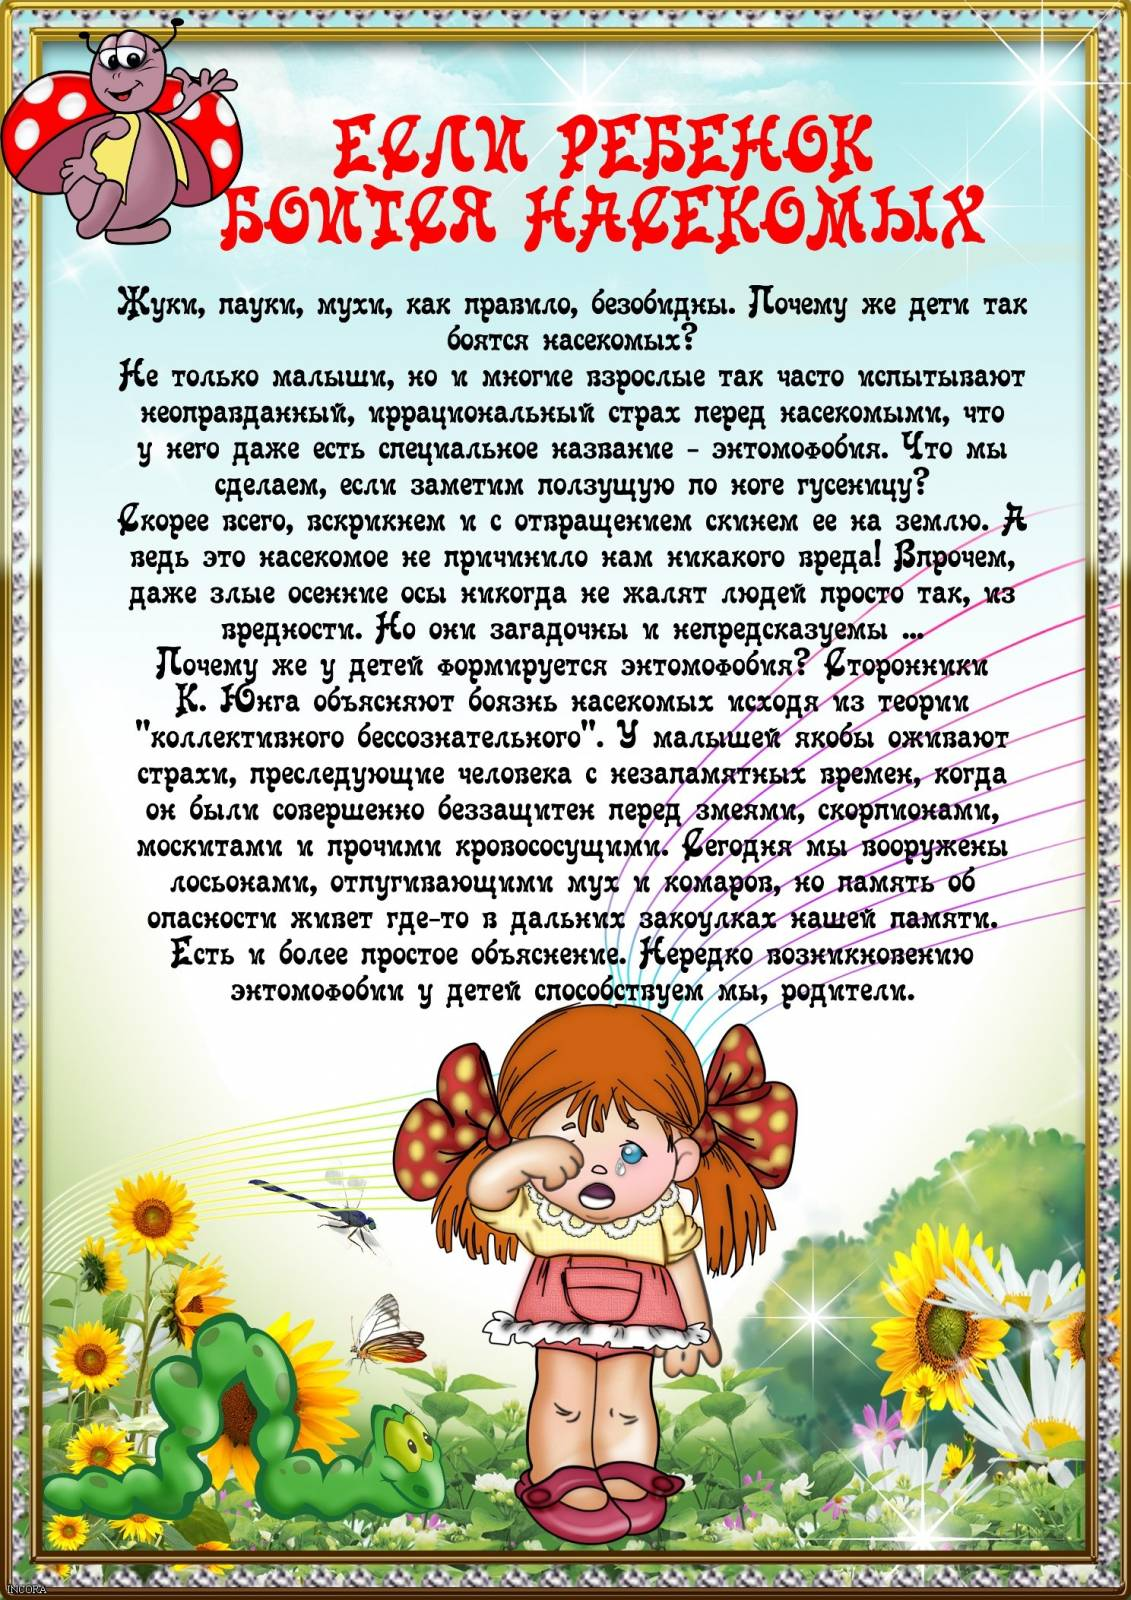 ЕСЛИ РЕБЕНОК
БОИТСЯ НАСЕКОМЫХ
Жуки, пауки, мухи, как правило, безобидны. Почему же дети так
боятся насекомых?
Не только малыши, но и многие взрослые так часто испытывают
неоправданный, иррациональный страх перед насекомыми, что
у него даже есть специальное название - энтомофобия. Что мы
сделаем, если заметим ползущую по ноге гусеницу?
Скорее всего, вскрикнем и с отвращением скинем ее на землю. А
ведь это насекомое не причинило нам никакого вреда! Впрочем,
даже злые осенние осы никогда не жалят людей просто так, из
вредности. Но они загадочны и непредсказуемы ...
Почему же у детей формируется энтомофобия? Сторонники
К. Юнга объясняют боязнь насекомых исходя из теории
"коллективного бессознательного". У малышей якобы оживают
страхи, преследующие человека с незапамятных времен, когда
он были совершенно беззащитен перед змеями, скорпионами,
москитами и прочими кровососущими. Сегодня мы вооружены
лосьонами, отпугивающими мух и комаров, но память об
опасности живет где-то в дальних закоулках нашей памяти.
Есть и более простое объяснение. Нередко возникновению
энтомофобии у детей способствуем мы, родители.
INCORA